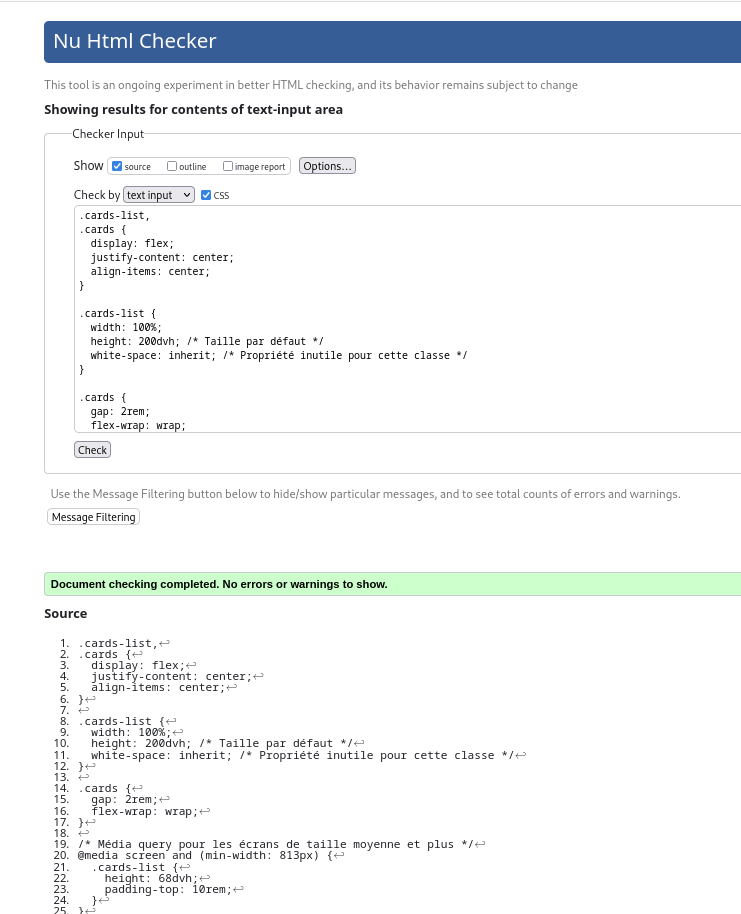 Nu Html Checker
This tool is an ongoing experiment in better HTML checking, and its behavior remains subject to change
Showing results for contents of text-input area
Checker Input
Show source outline image report Options...
Check by text input CSS
.cards-list,
.cards {
  display: flex;
  justify-content: center;
  align-items: center;
}
.cards-list {
  width: 100%;
  height: 200dvh; /* Taille par défaut */
  white-space: inherit; /* Propriété inutile pour cette classe */
}
.cards {
  gap: 2rem;
  flex-wrap: wrap;
Check
Use the Message Filtering button below to hide/show particular messages, and to see total counts of errors and warnings.
Message Filtering
Document checking completed. No errors or warnings to show.
Source
1. .cards-list,↩
2. .cards {↩
3.   display: flex;↩
4.   justify-content: center;↩
5.   align-items: center;↩
6. }↩
7. ↩
8. .cards-list {↩
9.   width: 100%;↩
10.   height: 200dvh; /* Taille par défaut */↩
11.   white-space: inherit; /* Propriété inutile pour cette classe */↩
12. }↩
13. ↩
14. .cards {↩
15.   gap: 2rem;↩
16.   flex-wrap: wrap;↩
17. }↩
18. ↩
19. /* Média query pour les écrans de taille moyenne et plus */↩
20. @media screen and (min-width: 813px) {↩
21.   .cards-list {↩
22.     height: 68dvh;↩
23.     padding-top: 10rem;↩
24.   }↩
25. }↩